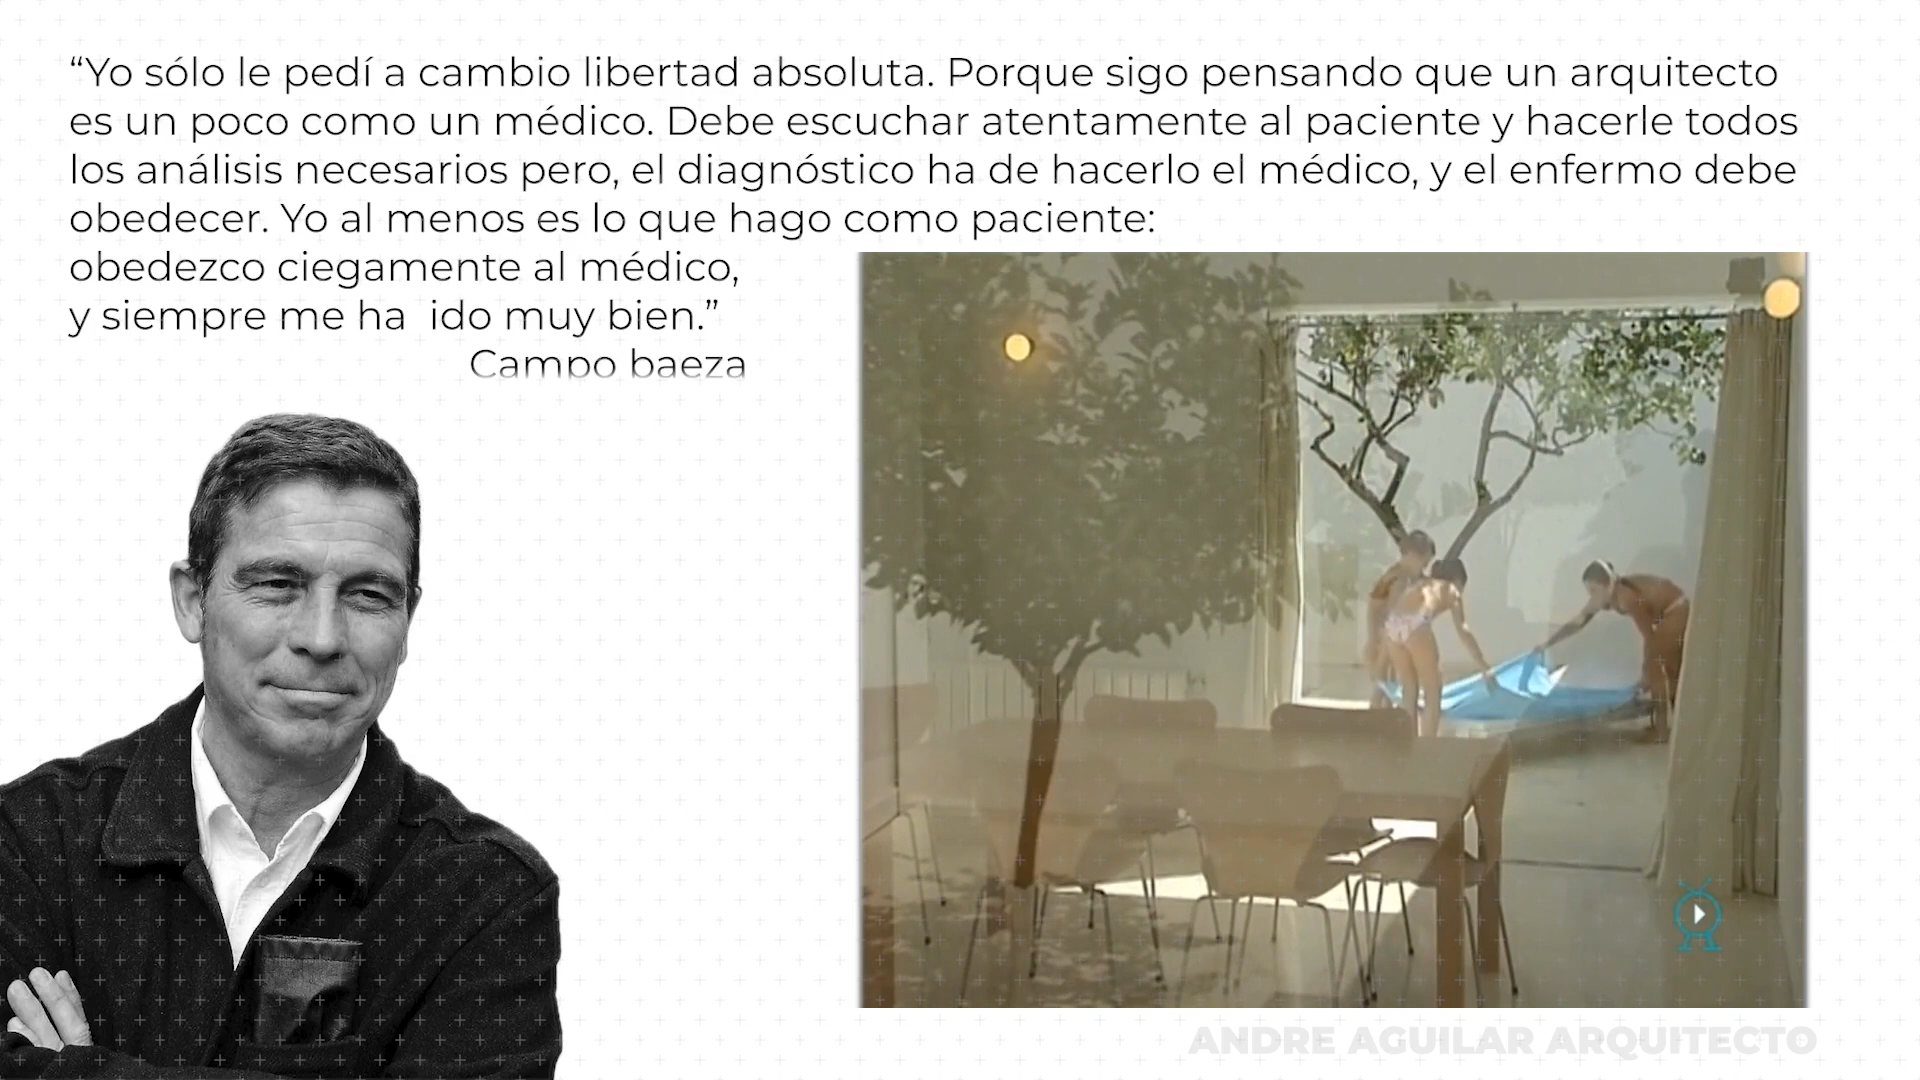 “Yo sólo le pedí a cambio libertad absoluta. Porque sigo pensando que un arquitecto
es un poco como un médico. Debe escuchar atentamente al paciente y hacerle todos
los análisis necesarios pero, el diagnóstico ha de hacerlo el médico, y el enfermo debe
obedecer. Yo al menos es lo que hago como paciente:
obedezco ciegamente al médico,
y siempre me ha  ido muy bien.”
Campo baeza
ANDRE AGUILAR ARQUITECTO